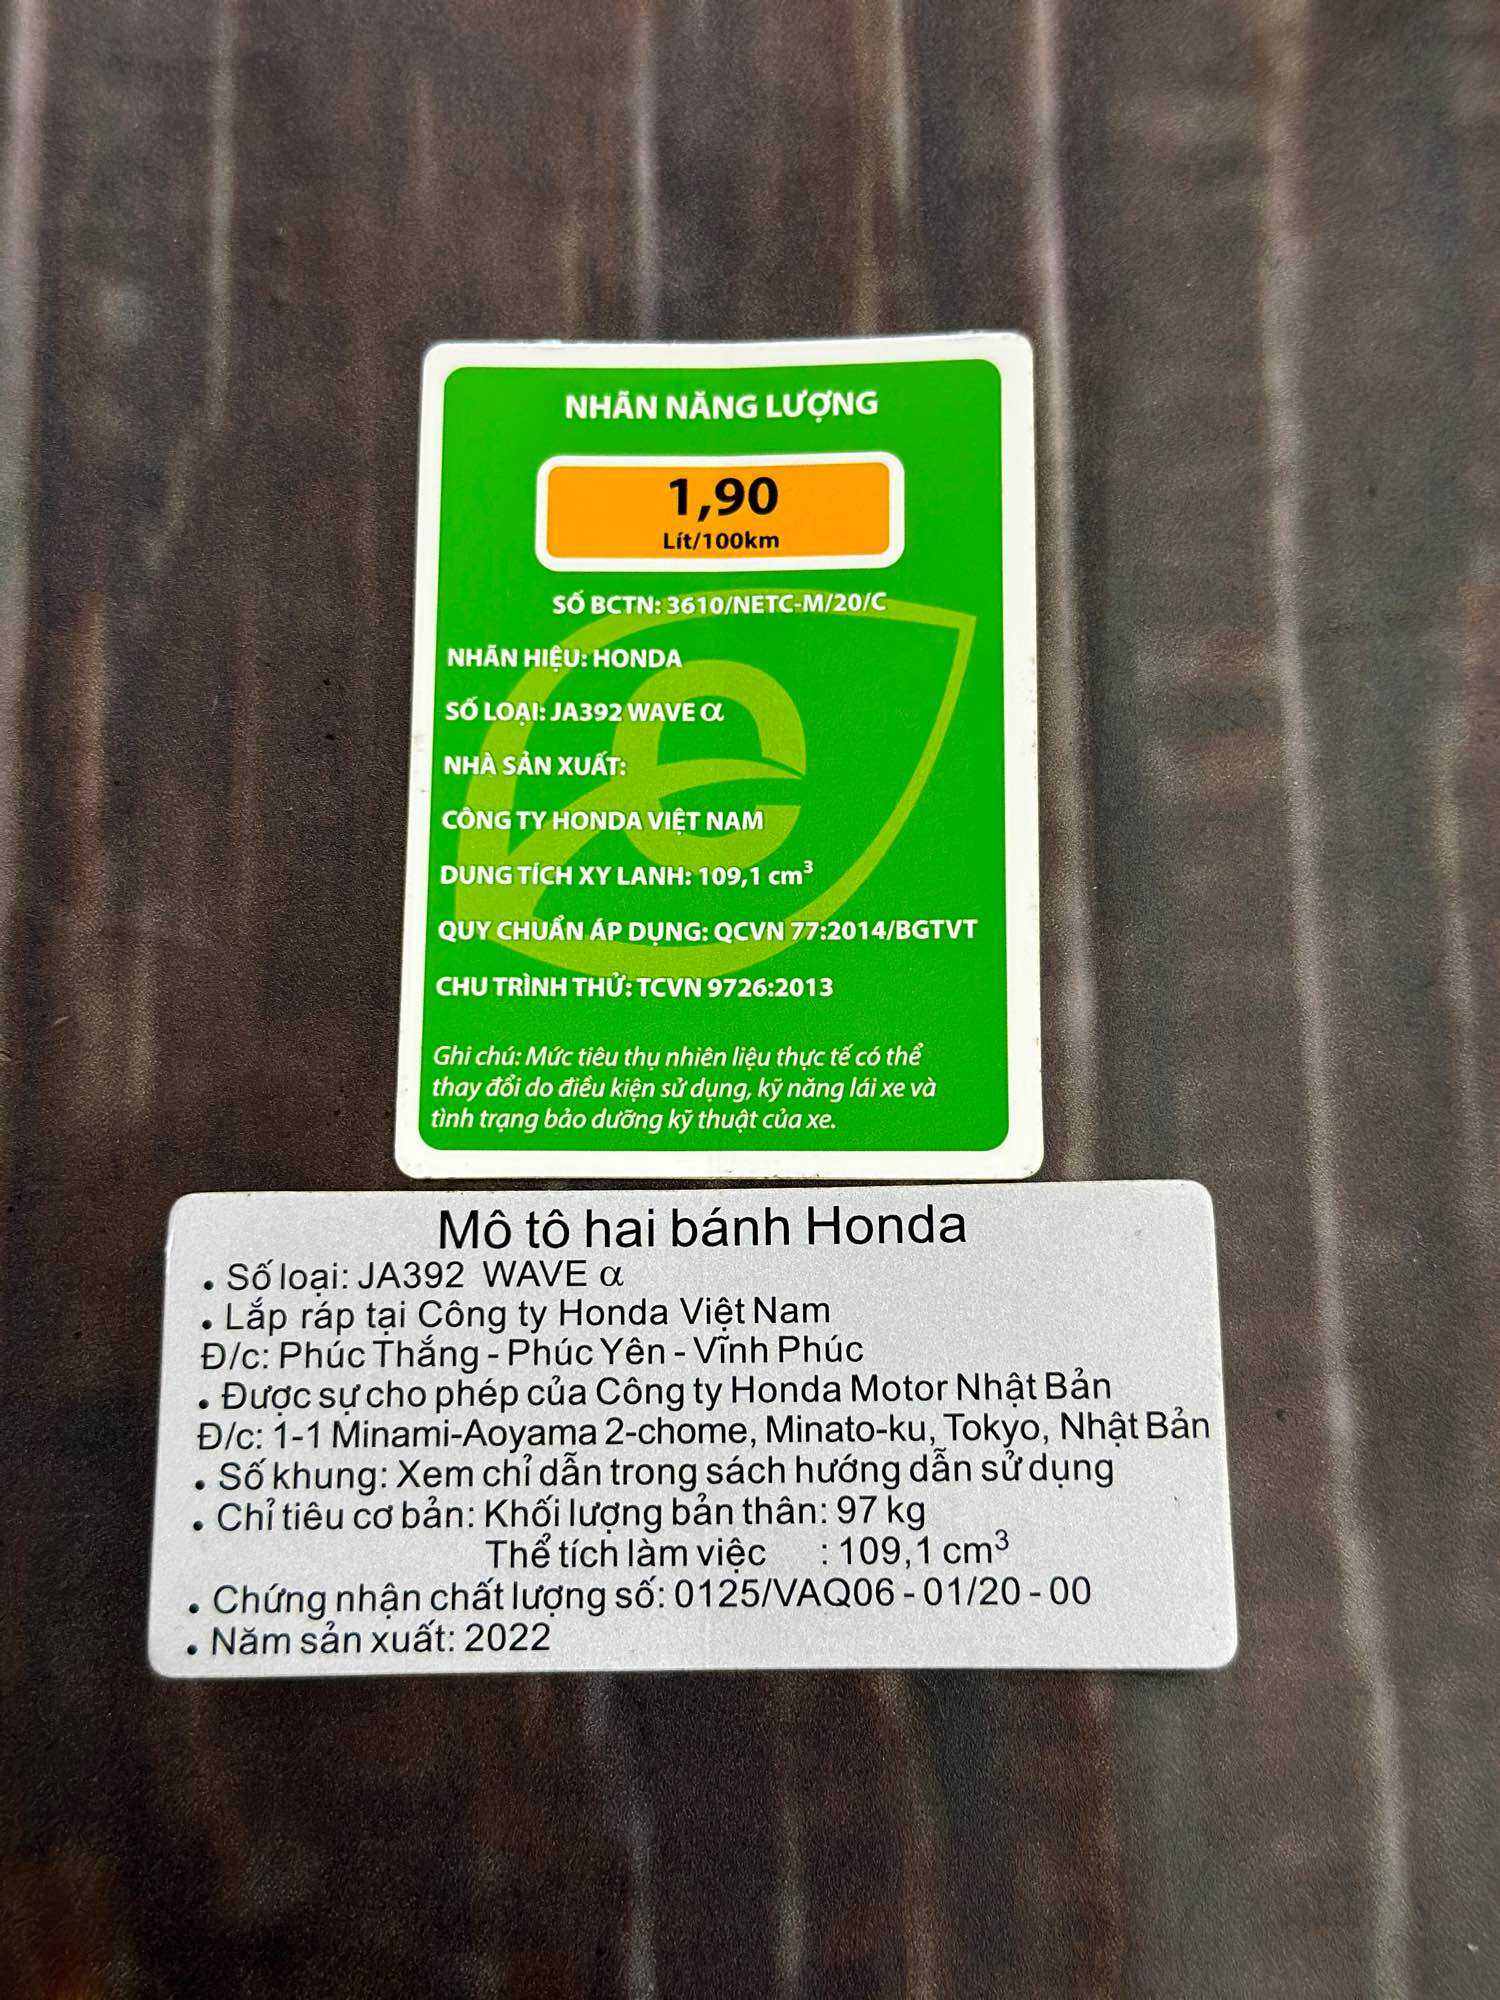 NHÃN NĂNG LƯỢNG
1,90
Lít/100km
SỐ BCTN: 3610/NETC-M/20/C
NHÃN HIỆU: HONDA
SỐ LOẠI: JA392 WAVE α
NHÀ SẢN XUẤT:
CÔNG TY HONDA VIỆT NAM
DUNG TÍCH XY LANH: 109,1 cm³
QUY CHUẨN ÁP DỤNG: QCVN 77:2014/BGTVT
CHU TRÌNH THỬ: TCVN 9726:2013
Ghi chú: Mức tiêu thụ nhiên liệu thực tế có thể
thay đổi do điều kiện sử dụng, kỹ năng lái xe và
tình trạng bảo dưỡng kỹ thuật của xe.
Mô tô hai bánh Honda
• Số loại: JA392 WAVE α
• Lắp ráp tại Công ty Honda Việt Nam
Đ/c: Phúc Thắng - Phúc Yên - Vĩnh Phúc
• Được sự cho phép của Công ty Honda Motor Nhật Bản
Đ/c: 1-1 Minami-Aoyama 2-chome, Minato-ku, Tokyo, Nhật Bản
• Số khung: Xem chỉ dẫn trong sách hướng dẫn sử dụng
• Chỉ tiêu cơ bản: Khối lượng bản thân: 97 kg
Thể tích làm việc : 109,1 cm³
• Chứng nhận chất lượng số: 0125/VAQ06 - 01/20 - 00
• Năm sản xuất: 2022